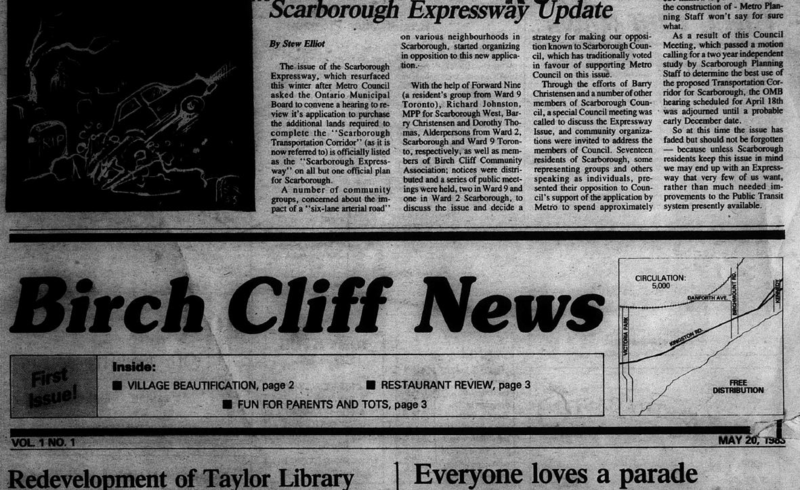 Scarborough Expressway Update
By Stew Elliot
The issue of the Scarborough
Expressway, which resurfaced
this winter after Metro Council
asked the Ontario Municipal
Board to convene a hearing to re-
view it's application to purchase
the additional lands required to
complete the "Scarborough
Transportation Corridor" (as it is
now referred to) is officially listed
as the "Scarborough Express-
way" on all but one official plan
for Scarborough.
A number of community
groups, concerned about the im-
pact of a "six-lane arterial road"
on various neighbourhoods in
Scarborough, started organizing
in opposition to this new applica-
tion.
With the help of Forward Nine
(a resident's group from Ward 9
Toronto), Richard Johnston,
MPP for Scarborough West, Bar-
ry Christensen and Dorothy Tho-
mas, Alderpersons from Ward 2,
Scarborough and Ward 9 Toron-
to, respectively, as well as mem-
bers of Birch Cliff Community
Association; notices were distri-
buted and a series of public meet-
ings were held, two in Ward 9 and
one in Ward 2 Scarborough, to
discuss the issue and decide a
strategy for making our opposi-
tion known to Scarborough Coun-
cil, which has traditionally voted
in favour of supporting Metro
Council on this issue.
Through the efforts of Barry
Christensen and a number of other
members of Scarborough Coun-
cil, a special Council meeting was
called to discuss the Expressway
Issue, and community organiza-
tions were invited to address the
members of Council. Seventeen
residents of Scarborough, some
representing groups and others
speaking as individuals, pre-
sented their opposition to Coun-
cil's support of the application by
Metro to spend approximately
the construction of - Metro Plan-
ning Staff won't say for sure
what.
As a result of this Council
Meeting, which passed a motion
calling for a two year independent
study by Scarborough Planning
Staff to determine the best use of
the proposed Transportation Cor-
ridor for Scarborough, the OMB
hearing scheduled for April 18th
was adjourned until a probable
early December date.
So at this time the issue has
faded but should not be forgotten
— because unless Scarborough
residents keep this issue in mind
we may end up with an Express-
way that very few of us want,
rather than much needed im-
provements to the Public Transit
system presently available.
Birch Cliff News
CIRCULATION:
5,000
DANFORTH AVE.
BIRCHMOUNT RD.
VICTORIA PARK
KINGSTON RD.
FREE
DISTRIBUTION
First
Issue!
Inside:
■ VILLAGE BEAUTIFICATION, page 2
■ RESTAURANT REVIEW, page 3
■ FUN FOR PARENTS AND TOTS, page 3
VOL. 1 NO. 1
MAY 20, 1983
Redevelopment of Taylor Library
Everyone loves a parade